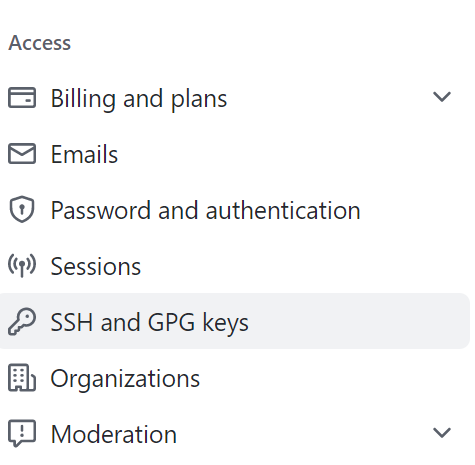 Access
Billing and plans
Emails
Password and authentication
Sessions
SSH and GPG keys
Organizations
Moderation